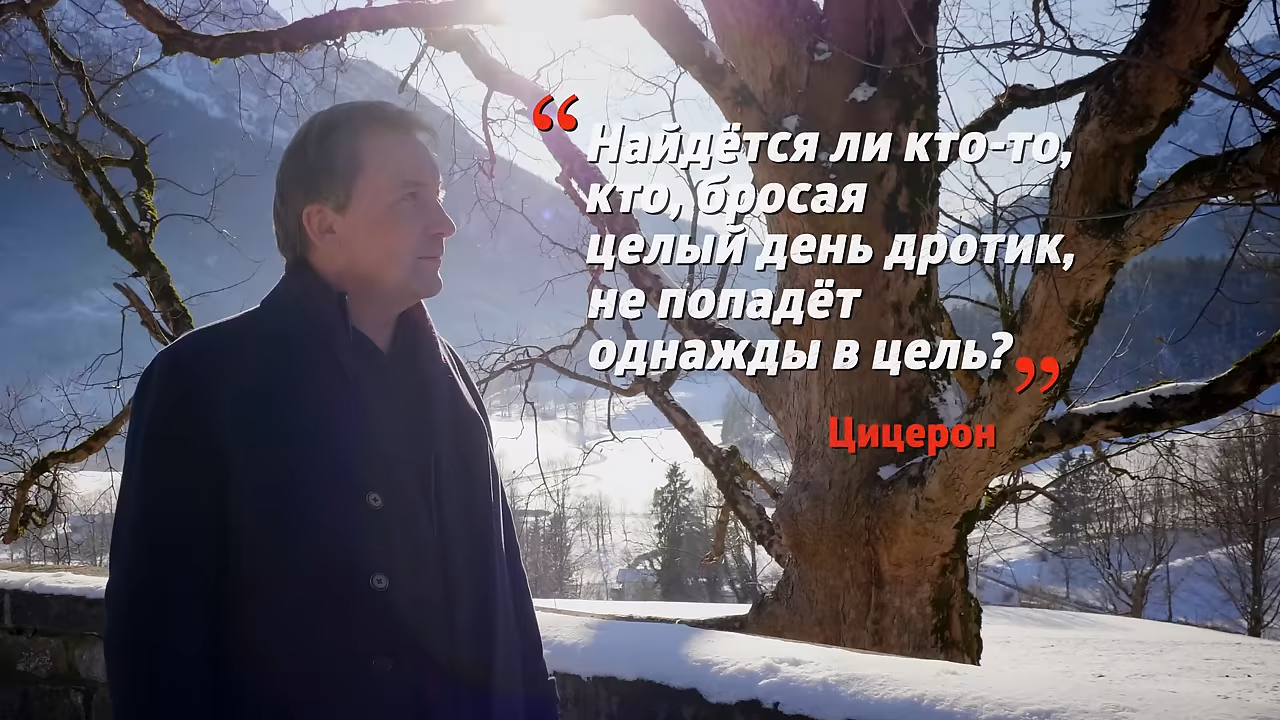 “Найдётся ли кто-то,
кто, бросая
целый день дротик,
не попадёт
однажды в цель?”
Цицерон